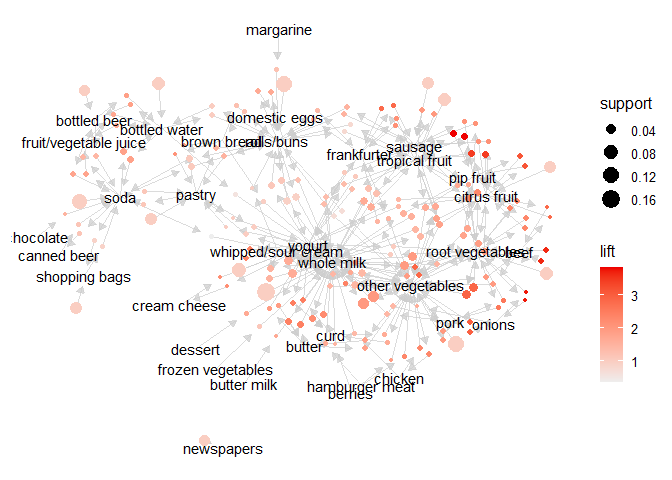 margarine
bottled beer
domestic eggs
bottled water
fruit/vegetable juice
brown bread
rolls/buns
sausage
frankfurter
tropical fruit
pip fruit
soda
pastry
citrus fruit
chocolate
yogurt
whipped/sour cream
root vegetables
beef
canned beer
whole milk
shopping bags
other vegetables
cream cheese
pork
onions
curd
dessert
butter
frozen vegetables
chicken
butter milk
hamburger meat
berries
newspapers
support
0.04
0.08
0.12
0.16
lift
3
2
1